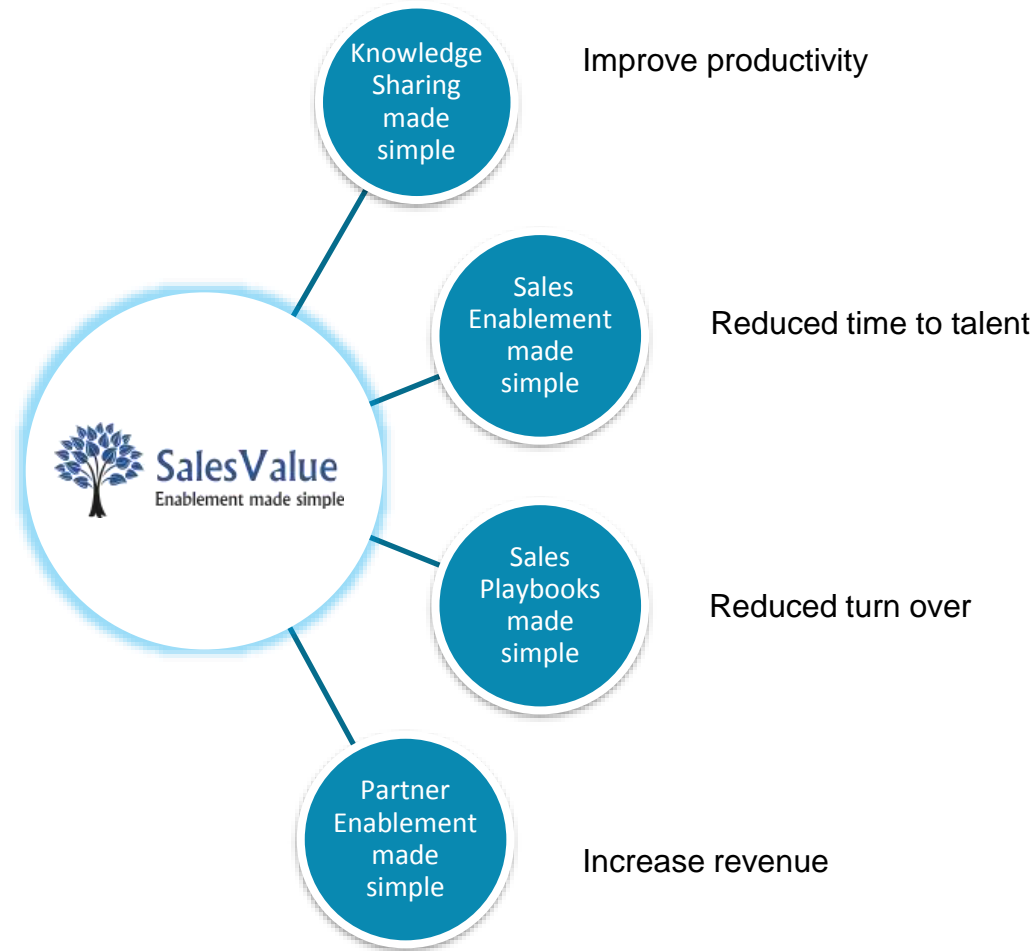 Knowledge
Sharing
made
simple
Improve productivity
Sales
Enablement
made
simple
Reduced time to talent
SalesValue
Enablement made simple
Sales
Playbooks
made
simple
Reduced turn over
Partner
Enablement
made
simple
Increase revenue